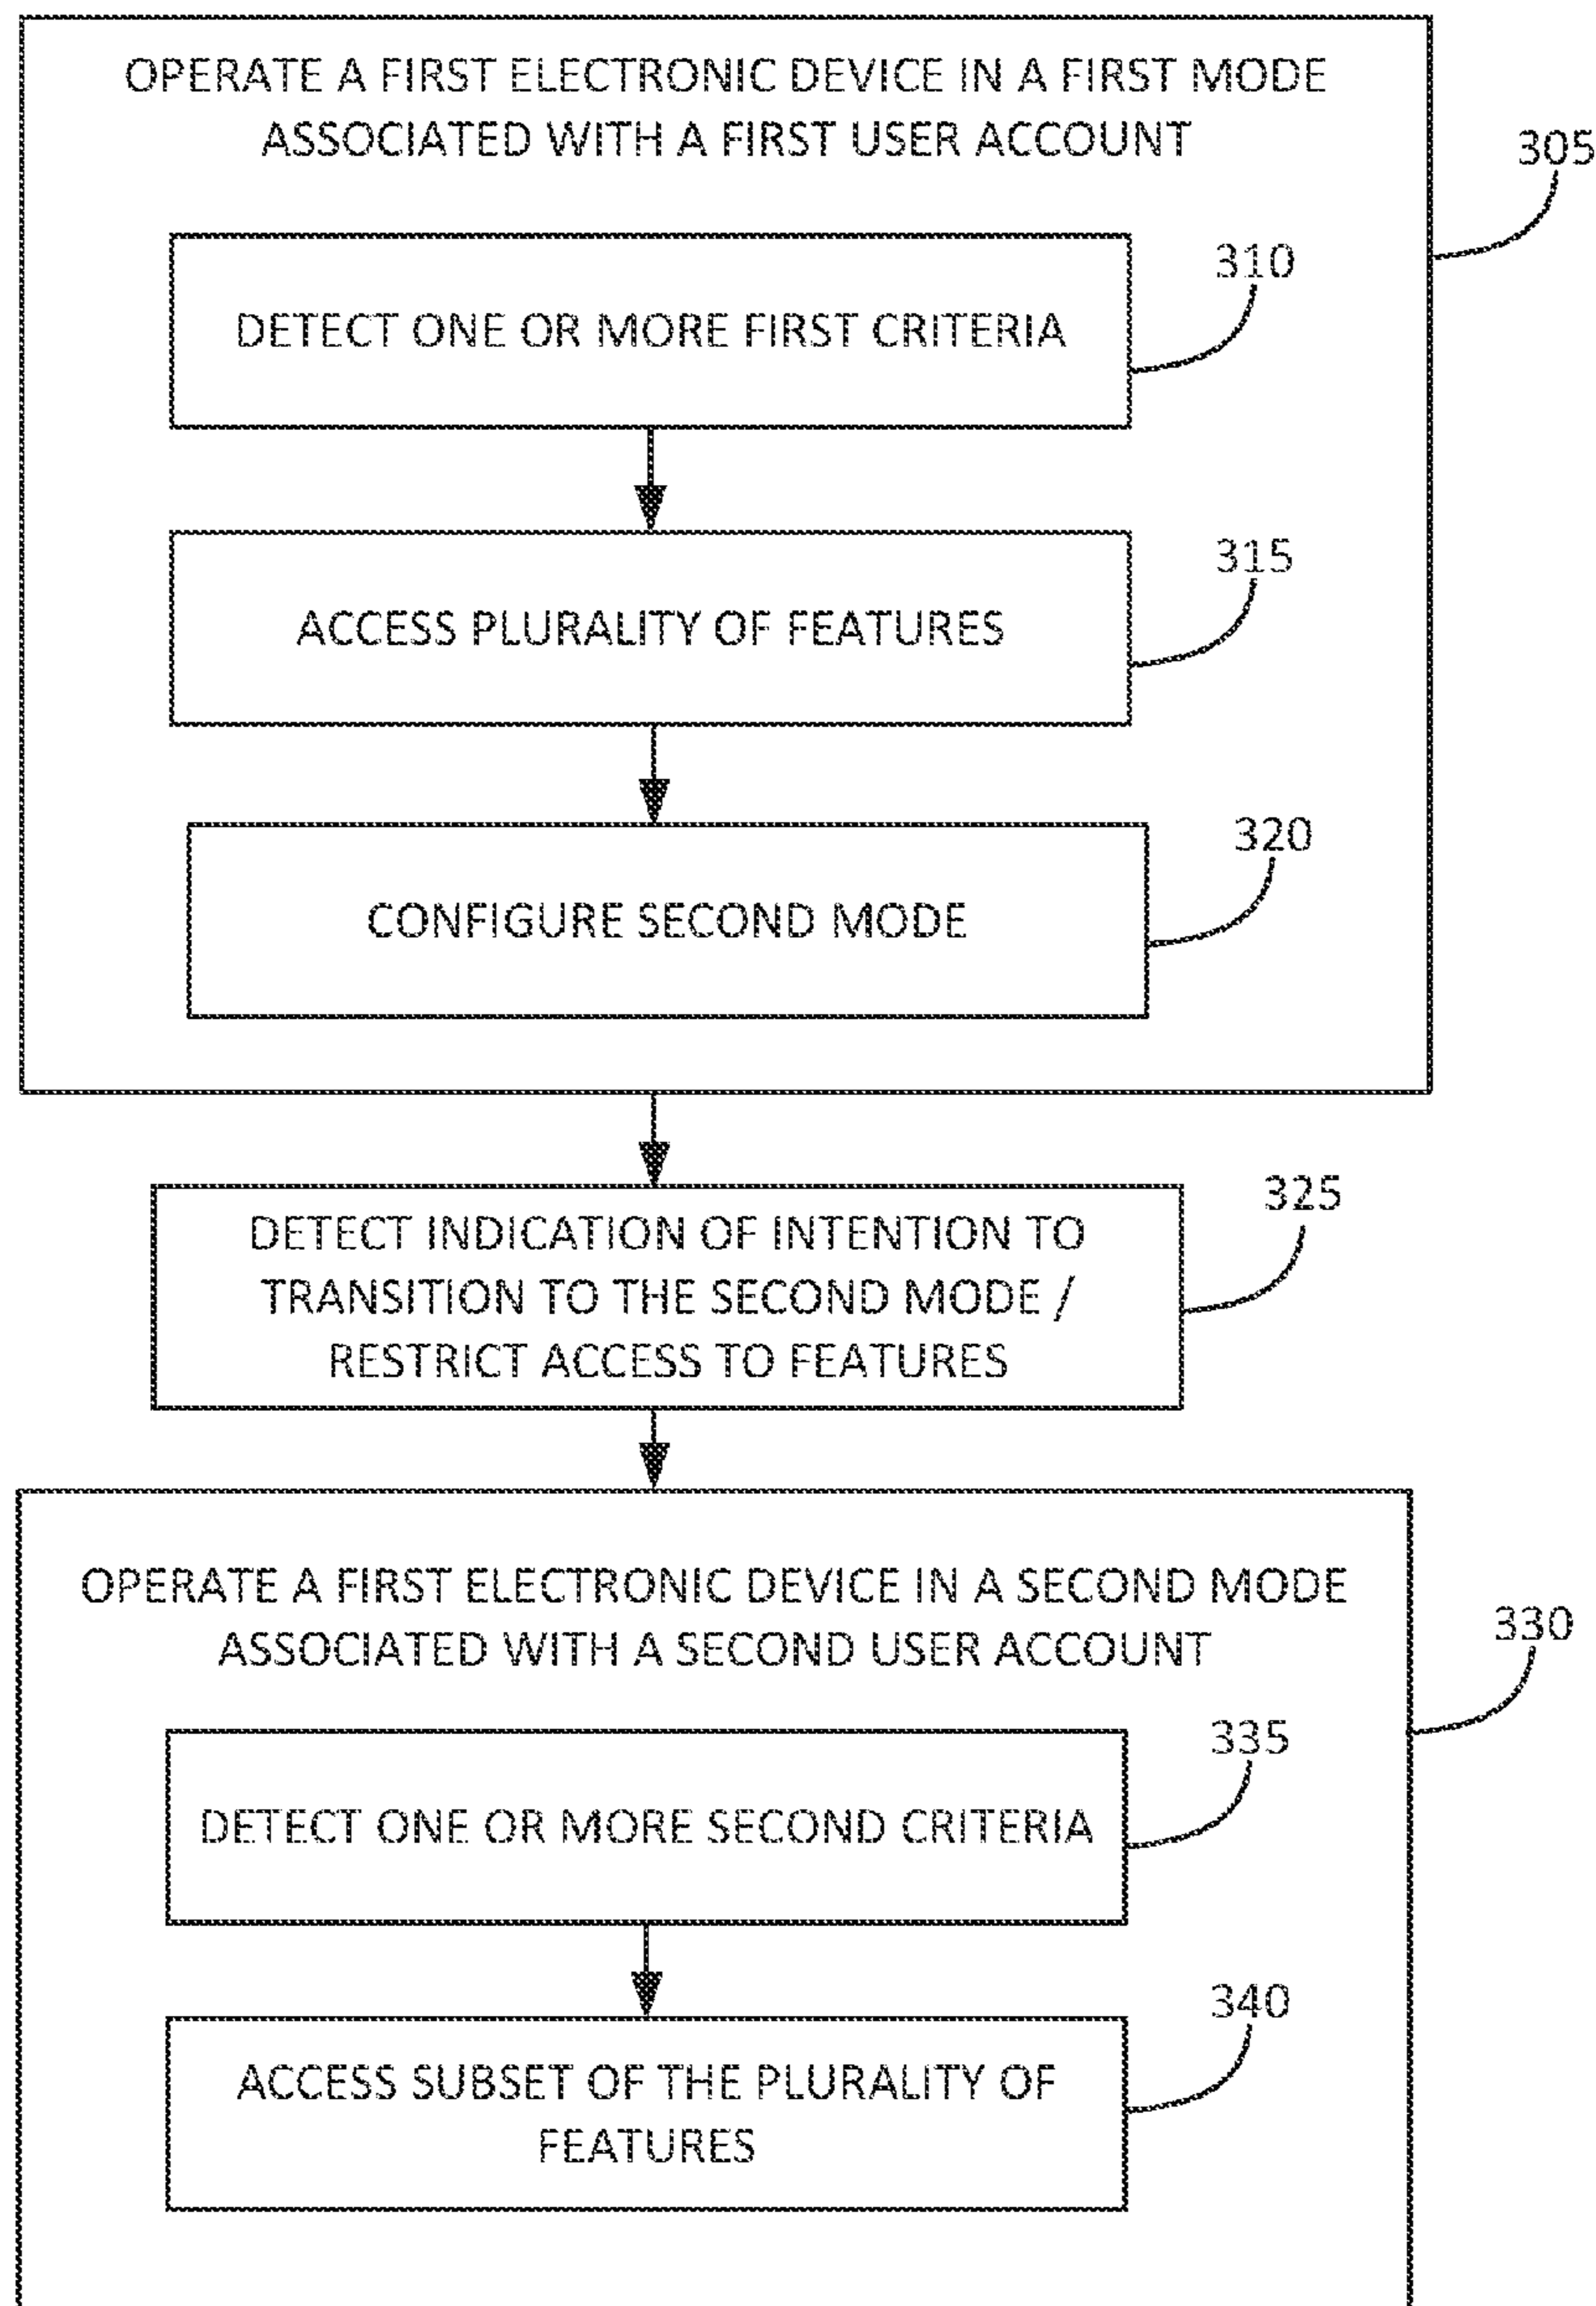 OPERATE A FIRST ELECTRONIC DEVICE IN A FIRST MODE
ASSOCIATED WITH A FIRST USER ACCOUNT
305
310
DETECT ONE OR MORE FIRST CRITERIA
315
ACCESS PLURALITY OF FEATURES
320
CONFIGURE SECOND MODE
325
DETECT INDICATION OF INTENTION TO
TRANSITION TO THE SECOND MODE /
RESTRICT ACCESS TO FEATURES
OPERATE A FIRST ELECTRONIC DEVICE IN A SECOND MODE
ASSOCIATED WITH A SECOND USER ACCOUNT
330
335
DETECT ONE OR MORE SECOND CRITERIA
340
ACCESS SUBSET OF THE PLURALITY OF
FEATURES